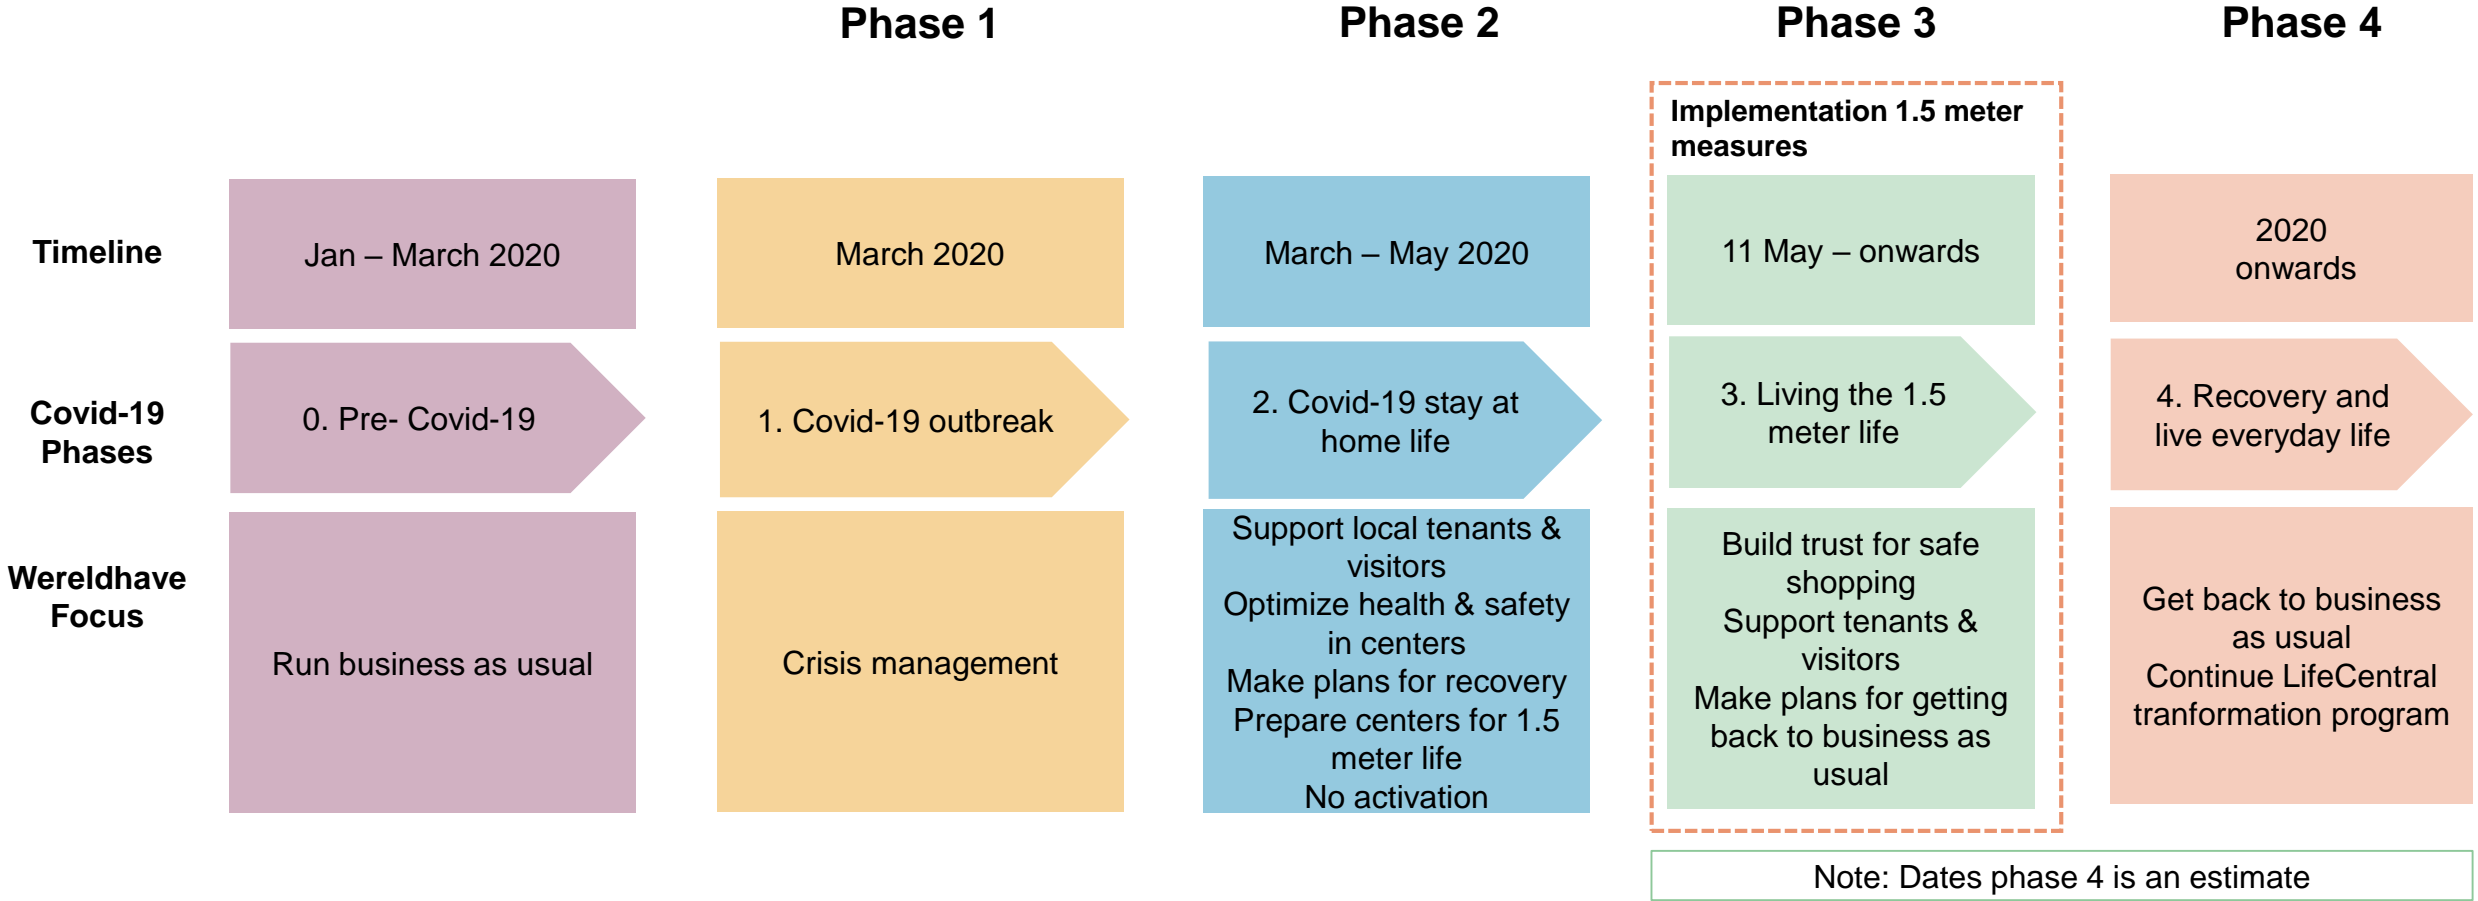 Phase 1
Phase 2
Phase 3
Phase 4
Implementation 1.5 meter
measures
Timeline
Jan – March 2020
March 2020
March – May 2020
11 May – onwards
2020
onwards
Covid-19
Phases
0. Pre- Covid-19
1. Covid-19 outbreak
2. Covid-19 stay at
home life
3. Living the 1.5
meter life
4. Recovery and
live everyday life
Wereldhave
Focus
Run business as usual
Crisis management
Support local tenants &
visitors
Optimize health & safety
in centers
Make plans for recovery
Prepare centers for 1.5
meter life
No activation
Build trust for safe
shopping
Support tenants &
visitors
Make plans for getting
back to business as
usual
Get back to business
as usual
Continue LifeCentral
tranformation program
Note: Dates phase 4 is an estimate